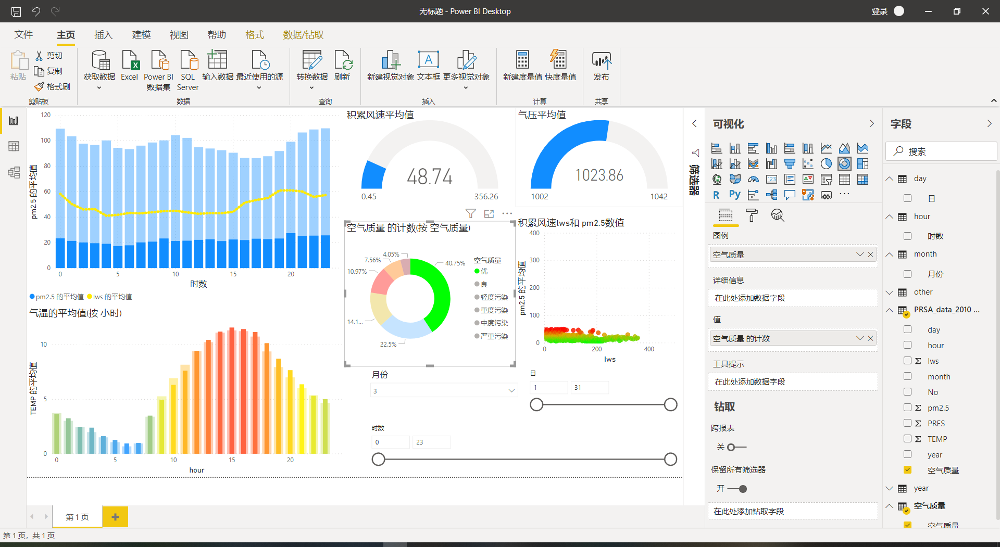 无标题 - Power BI Desktop
登录
文件 主页 插入 建模 视图 帮助 格式 数据/钻取
粘贴
剪切
复制
格式刷
剪贴板
获取数据
Excel
Power BI 数据集
SQL Server
输入数据
最近使用的源
数据
转换数据
刷新
查询
新建视觉对象
文本框
更多视觉对象
插入
新建度量值
快度量值
计算
发布
共享
pm2.5 的平均值
120
100
80
60
40
20
0
0 5 10 15 20
时数
pm2.5 的平均值 lws 的平均值
气温的平均值(按 小时)
TEMP 的平均值
10
5
0
0 5 10 15 20
hour
积累风速平均值
48.74
0.45 356.26
气压平均值
1023.86
1002 1042
空气质量 的计数(按 空气质量)
4.05%
7.56%
10.97%
14.1...
22.5%
40.75%
空气质量
优
良
轻度污染
重度污染
中度污染
严重污染
积累风速lws和 pm2.5数值
pm2.5 的平均值
400
300
200
100
0
0 200 400
lws
月份
3
日
1 31
时数
0 23
筛选器
可视化
R Py
123
图例
空气质量
详细信息
在此处添加数据字段
值
空气质量 的计数
工具提示
在此处添加数据字段
钻取
跨报表
关
保留所有筛选器
开
在此处添加钻取字段
字段
搜索
day
日
hour
时数
month
月份
other
PRSA_data_2010 ...
day
hour
lws
month
No
pm2.5
PRES
TEMP
year
空气质量
year
空气质量
空气质量
第 1 页
第 1 页，共 1 页